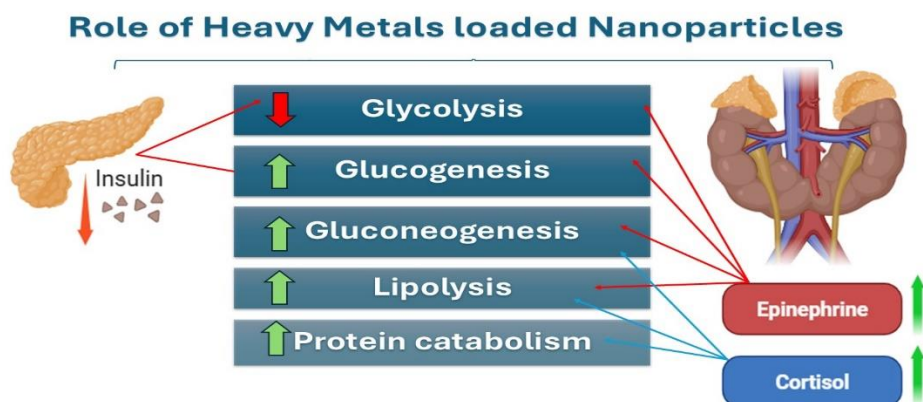 Role of Heavy Metals loaded Nanoparticles
Glycolysis
Insulin
Glucogenesis
Gluconeogenesis
Lipolysis
Protein catabolism
Epinephrine
Cortisol